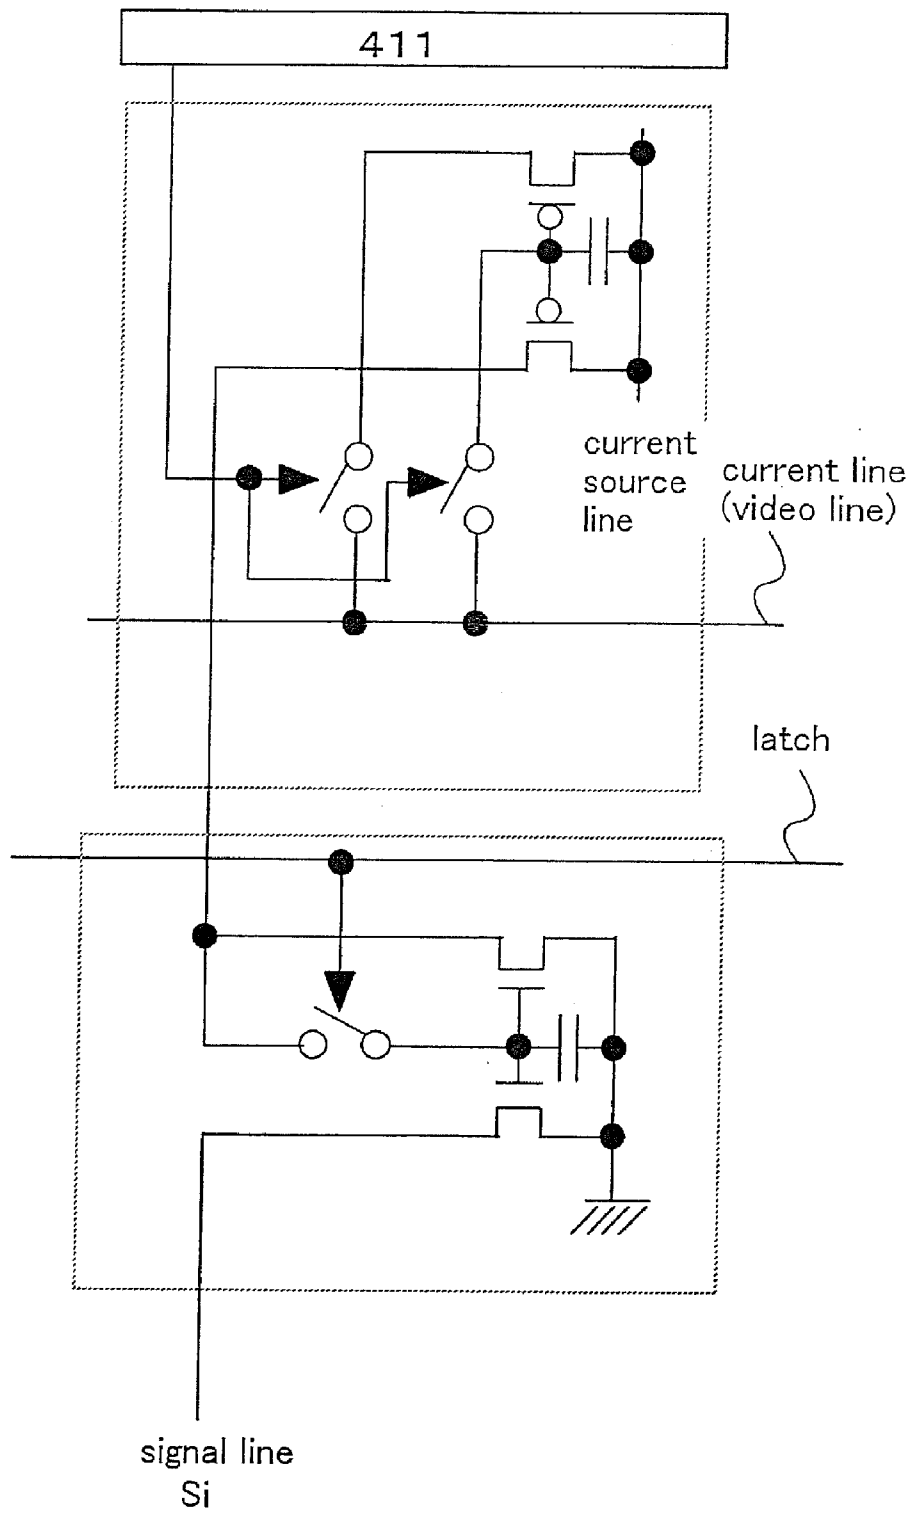 411
current
source
line
current line
(video line)
latch
signal line
Si